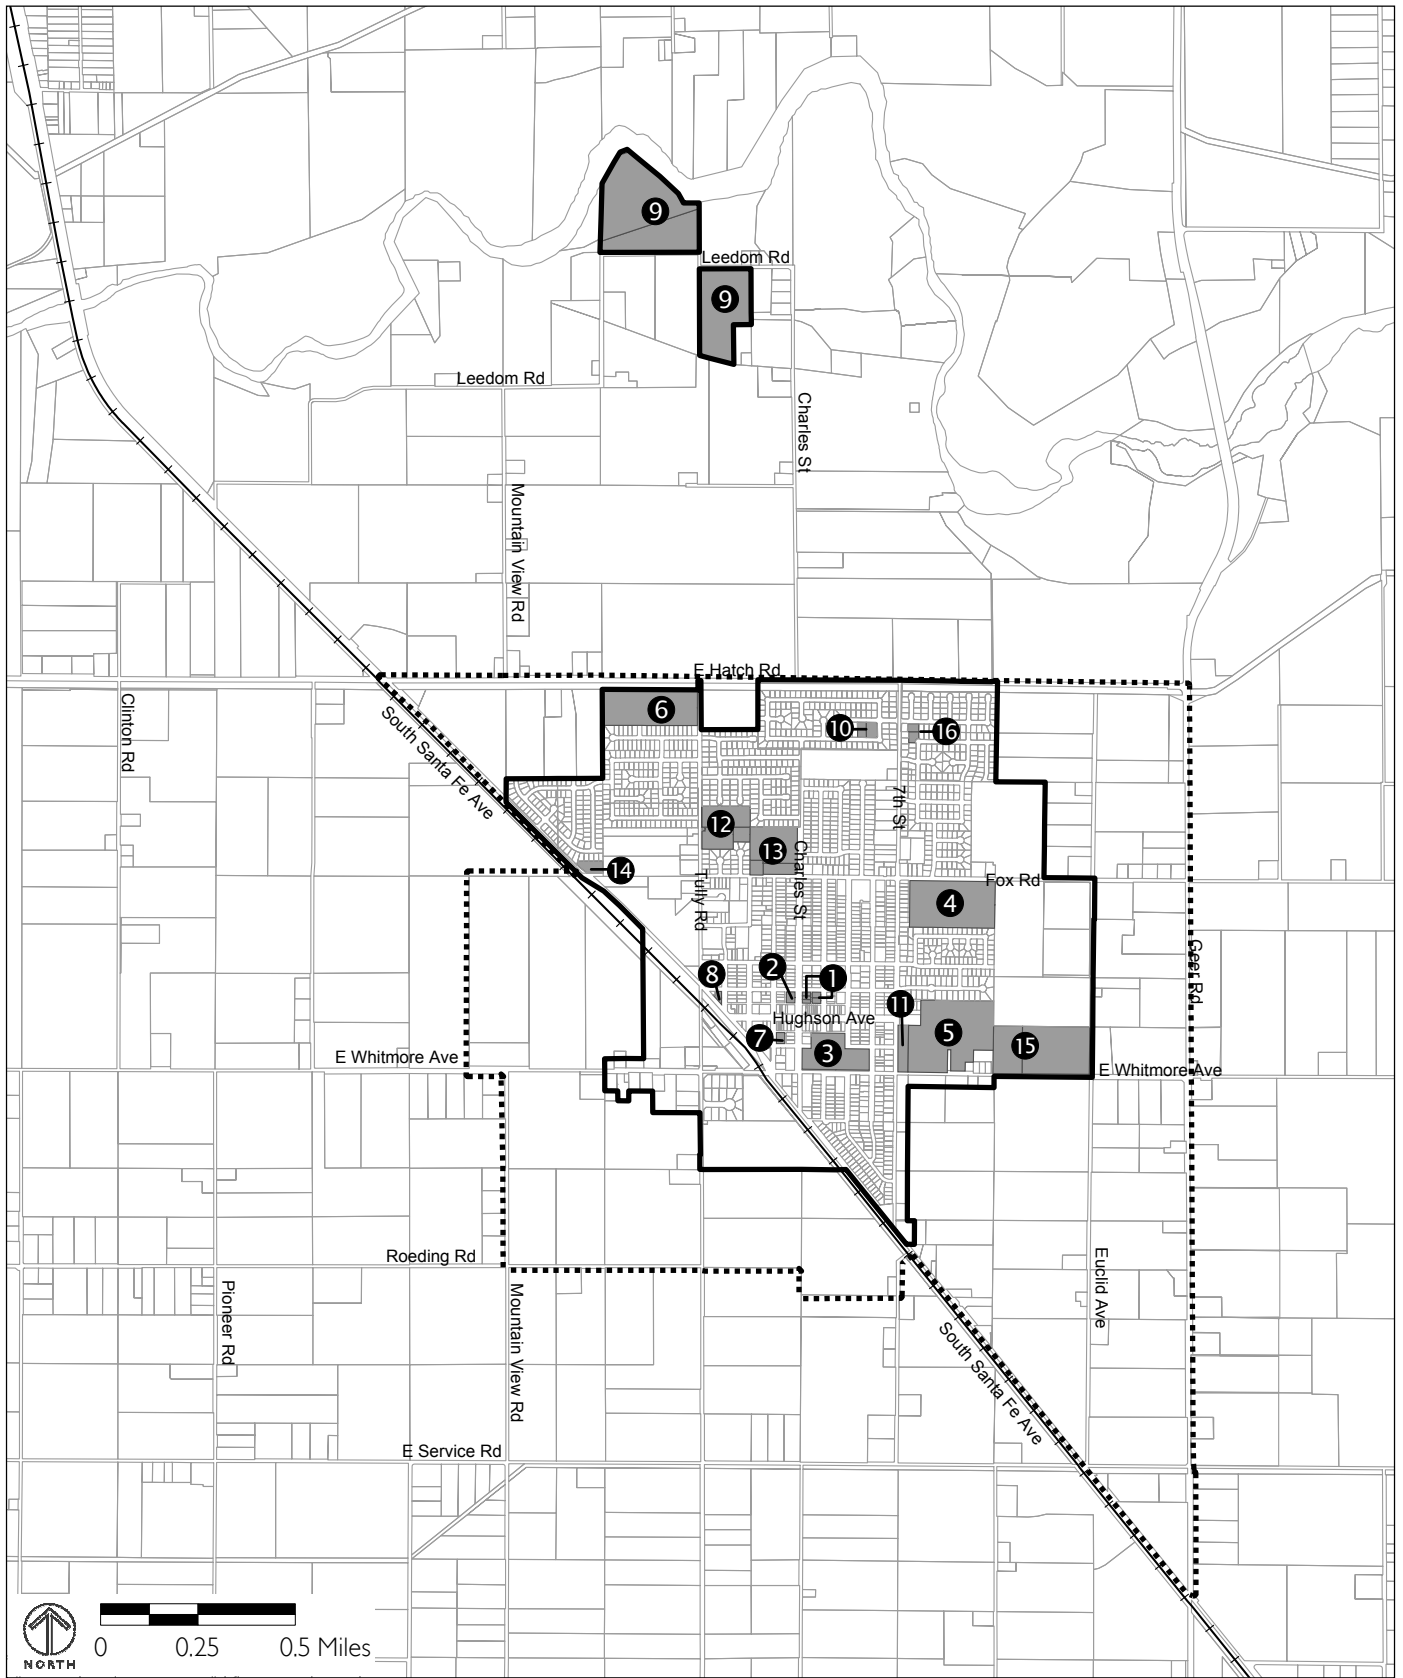 9
Leedom Rd
9
Leedom Rd
Charles St
Mountain View Rd
E Hatch Rd
Clinton Rd
South Santa Fe Ave
6
10
16
7th St
12
13
Charles St
14
Tully Rd
Fox Rd
4
Geer Rd
8
2
1
11
Hughson Ave
7
3
5
15
E Whitmore Ave
E Whitmore Ave
Roeding Rd
Pioneer Rd
Mountain View Rd
Euclid Ave
South Santa Fe Ave
E Service Rd
NORTH
0 0.25 0.5 Miles